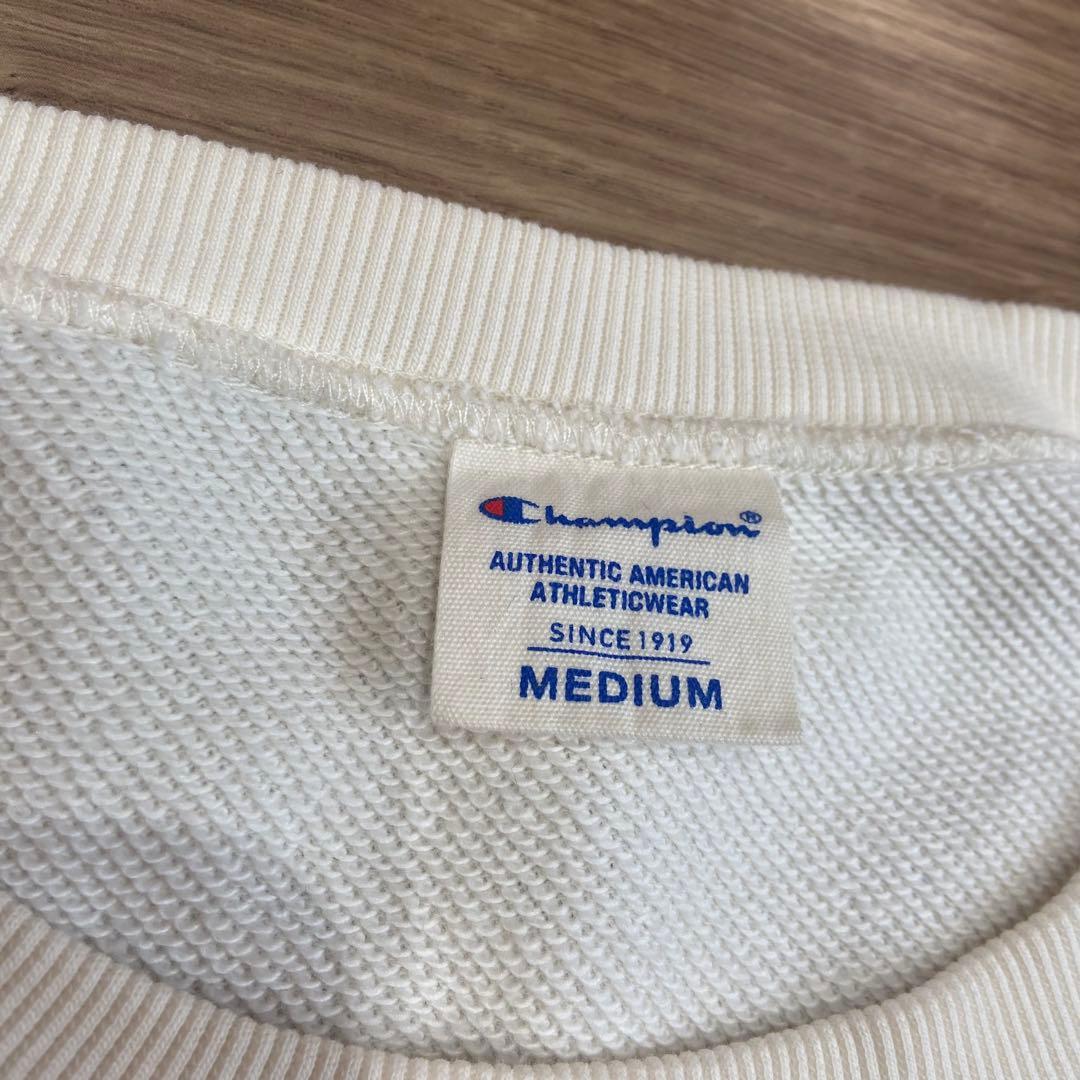 Champion®
AUTHENTIC AMERICAN
ATHLETICWEAR
SINCE 1919
MEDIUM